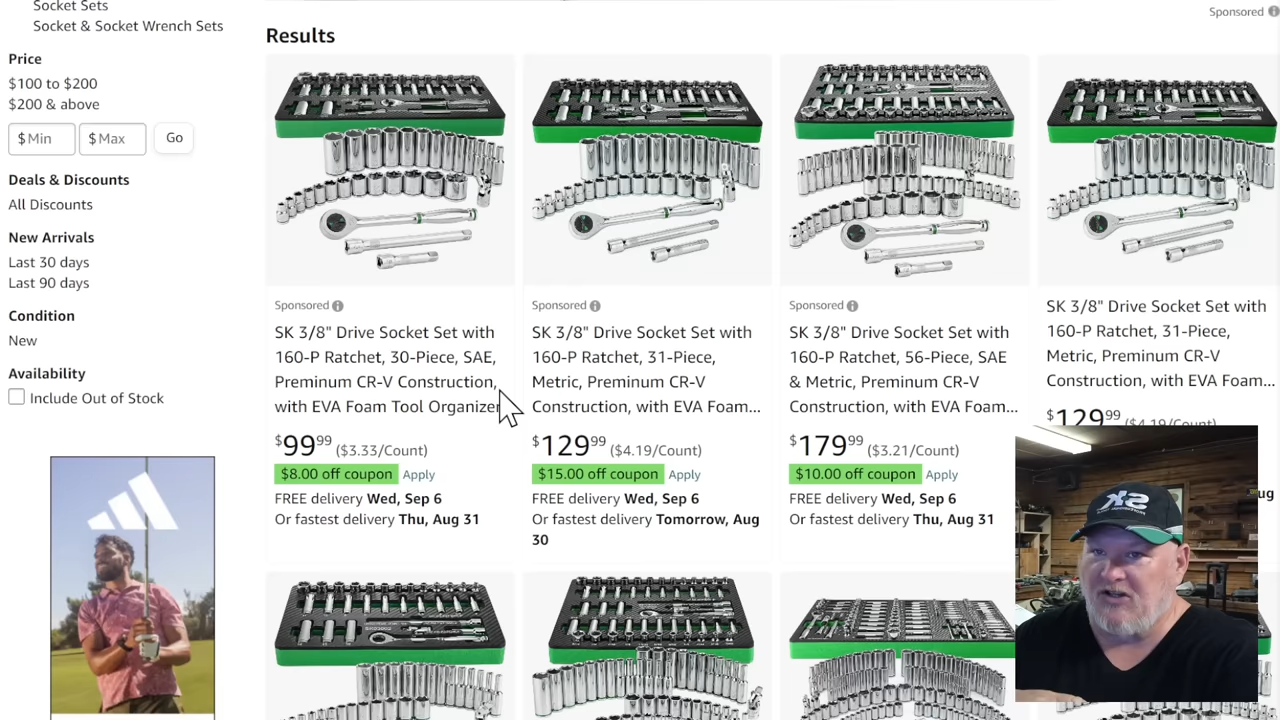 Socket Sets
Socket & Socket Wrench Sets
Price
$100 to $200
$200 & above
$ Min
$ Max
Go
Deals & Discounts
All Discounts
New Arrivals
Last 30 days
Last 90 days
Condition
New
Availability
Include Out of Stock
Sponsored
Results
Sponsored
SK 3/8" Drive Socket Set with
160-P Ratchet, 30-Piece, SAE,
Preminum CR-V Construction,
with EVA Foam Tool Organizer
$99.99 ($3.33/Count)
$8.00 off coupon Apply
FREE delivery Wed, Sep 6
Or fastest delivery Thu, Aug 31
Sponsored
SK 3/8" Drive Socket Set with
160-P Ratchet, 31-Piece,
Metric, Preminum CR-V
Construction, with EVA Foam...
$129.99 ($4.19/Count)
$15.00 off coupon Apply
FREE delivery Wed, Sep 6
Or fastest delivery Tomorrow, Aug
30
Sponsored
SK 3/8" Drive Socket Set with
160-P Ratchet, 56-Piece, SAE
& Metric, Preminum CR-V
Construction, with EVA Foam...
$179.99 ($3.21/Count)
$10.00 off coupon Apply
FREE delivery Wed, Sep 6
Or fastest delivery Thu, Aug 31
SK 3/8" Drive Socket Set with
160-P Ratchet, 31-Piece,
Metric, Preminum CR-V
Construction, with EVA Foam...
$129.99 ($4.19/Count)
SK